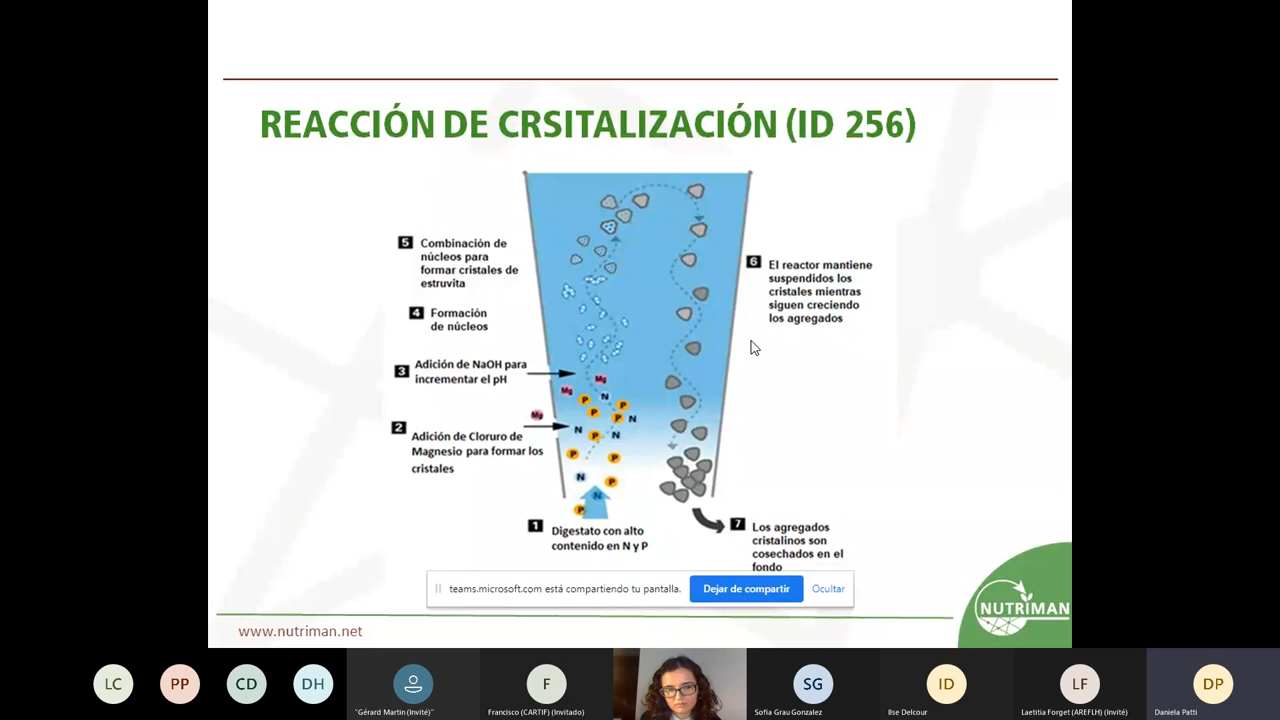 REACCIÓN DE CRSITALIZACIÓN (ID 256)
5 Combinación de
núcleos para
formar cristales de
estruvita
4 Formación
de núcleos
3 Adición de NaOH para
incrementar el pH
2 Adición de Cloruro de
Magnesio para formar los
cristales
1 Digestato con alto
contenido en N y P
6 El reactor mantiene
suspendidos los
cristales mientras
siguen creciendo
los agregados
7 Los agregados
cristalinos son
cosechados en el
fondo
Mg
Mg
N
P
P
P
P
N
Mg
N
P
N
P
P
N
P
N
P
teams.microsoft.com está compartiendo tu pantalla.
Dejar de compartir
Ocultar
www.nutriman.net
NUTRIMAN
LC
PP
CD
DH
"Gérard Martin (Invité)"
F
Francisco (CARTIF) (Invitado)
SG
Sofia Grau Gonzalez
ID
Ilse Delcour
LF
Laetitia Forget (AREFLH) (Invité)
DP
Daniela Patti